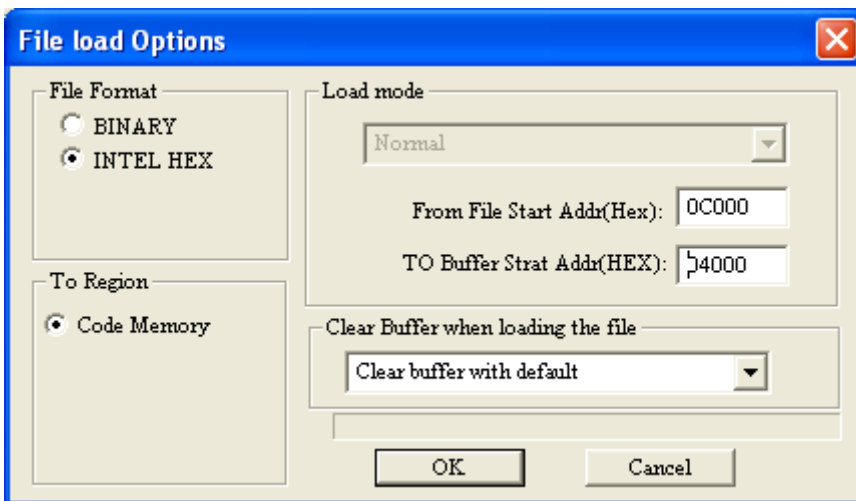 File load Options
File Format
BINARY
INTEL HEX
To Region
Code Memory
Load mode
Normal
From File Start Addr(Hex): 0C000
TO Buffer Strat Addr(HEX): 04000
Clear Buffer when loading the file
Clear buffer with default
OK
Cancel